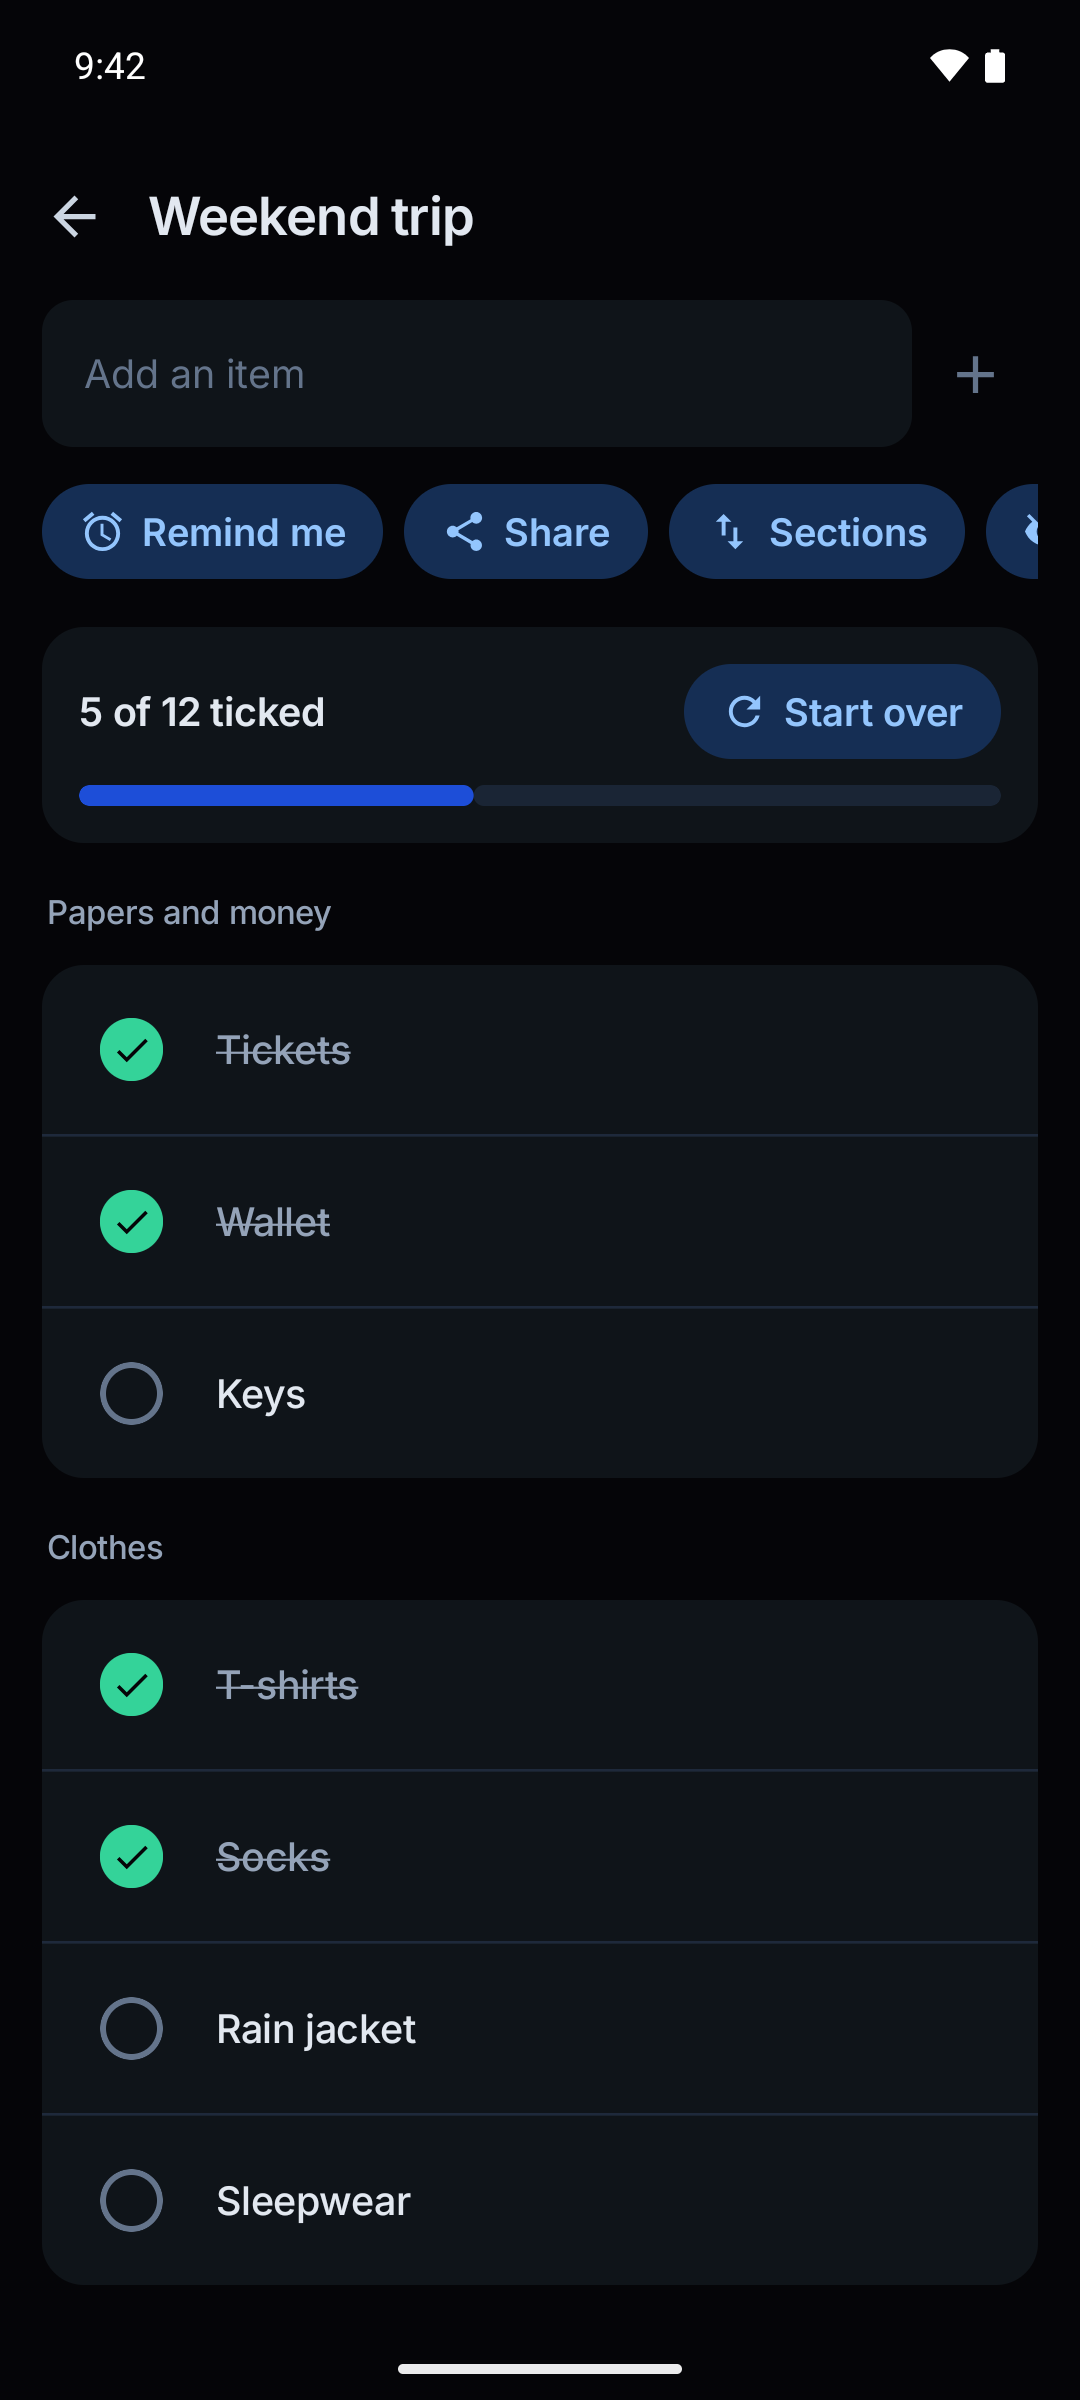 9:42
Weekend trip
Add an item
Remind me
Share
Sections
5 of 12 ticked
Start over
Papers and money
Tickets
Wallet
Keys
Clothes
T-shirts
Socks
Rain jacket
Sleepwear